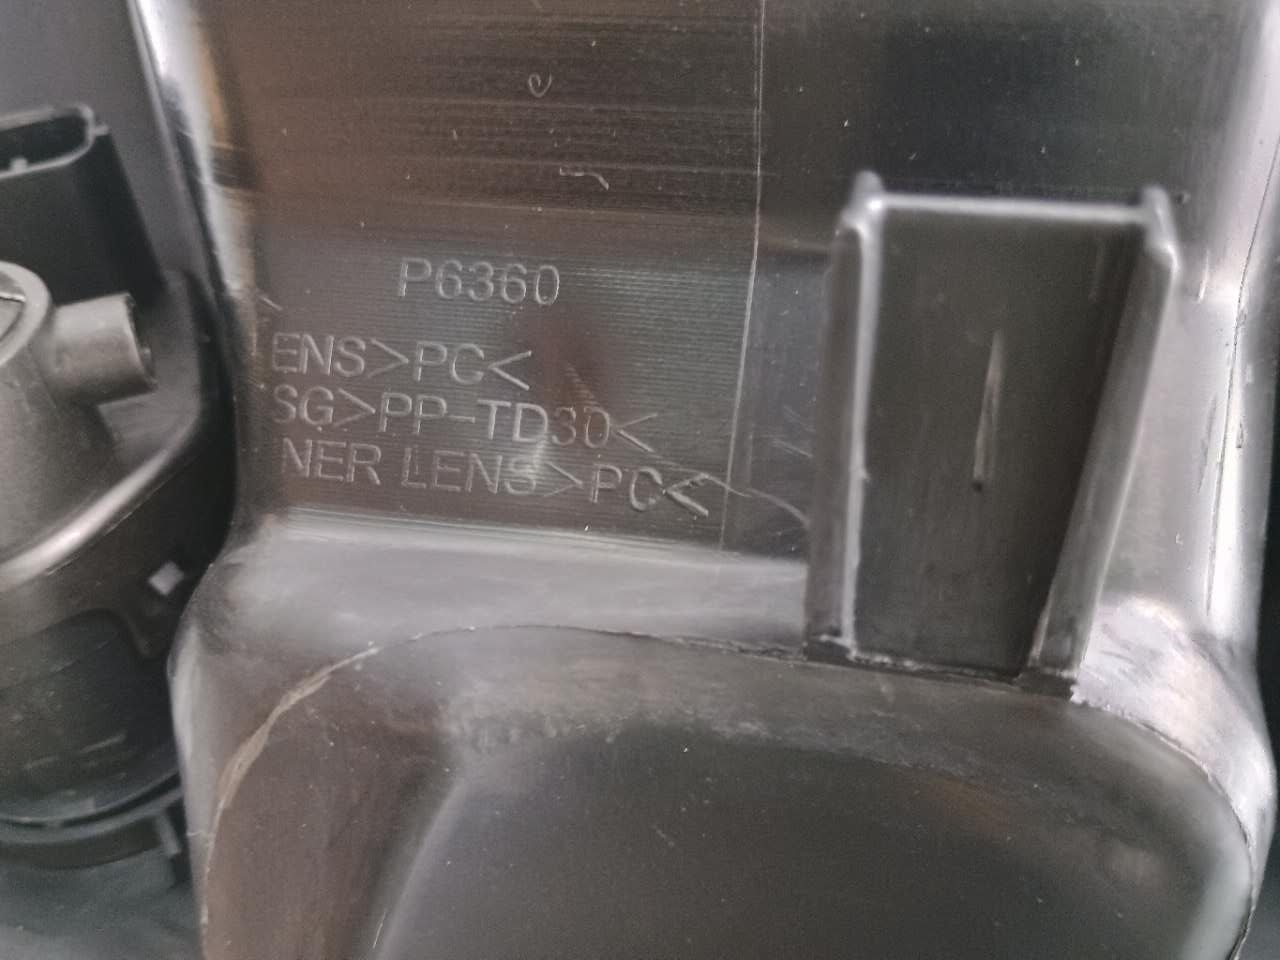 P6360
ENS>PC<
SG>PP-TD30<
NER LENS>PC<